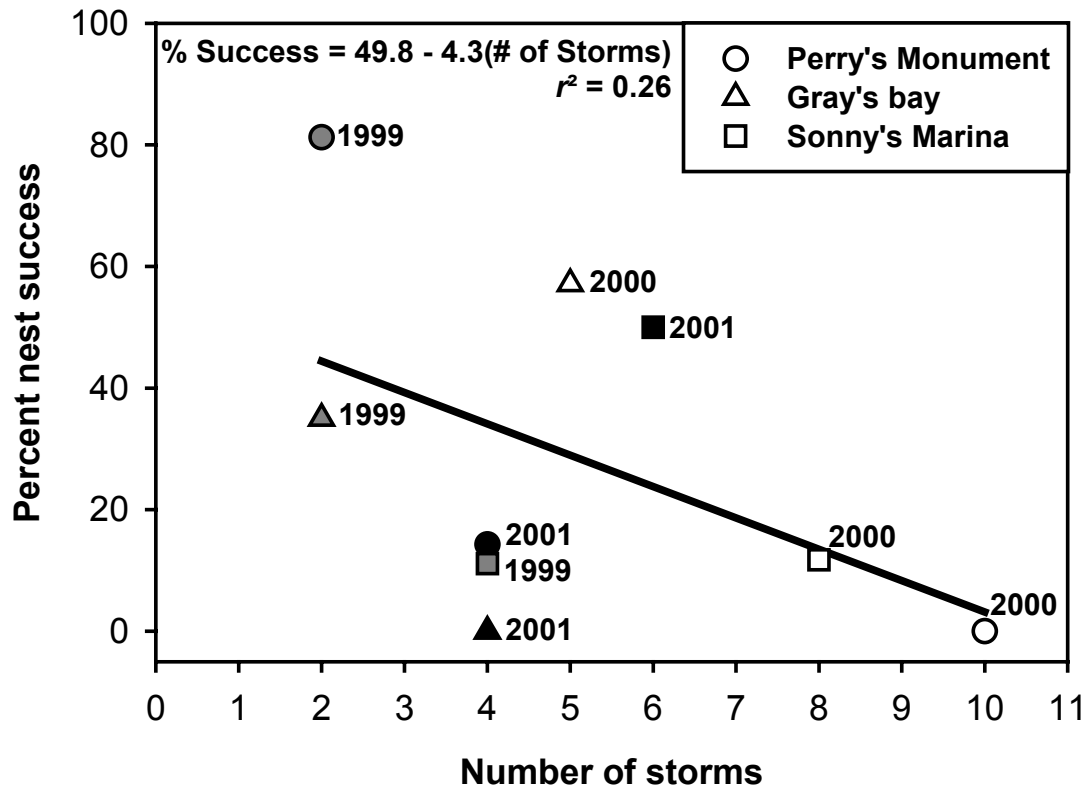 % Success = 49.8 - 4.3(# of Storms)
r² = 0.26
Perry's Monument
Gray's bay
Sonny's Marina
100
80
60
40
20
0
Percent nest success
1999
2000
2001
1999
2001
1999
2001
2000
2000
0 1 2 3 4 5 6 7 8 9 10 11
Number of storms